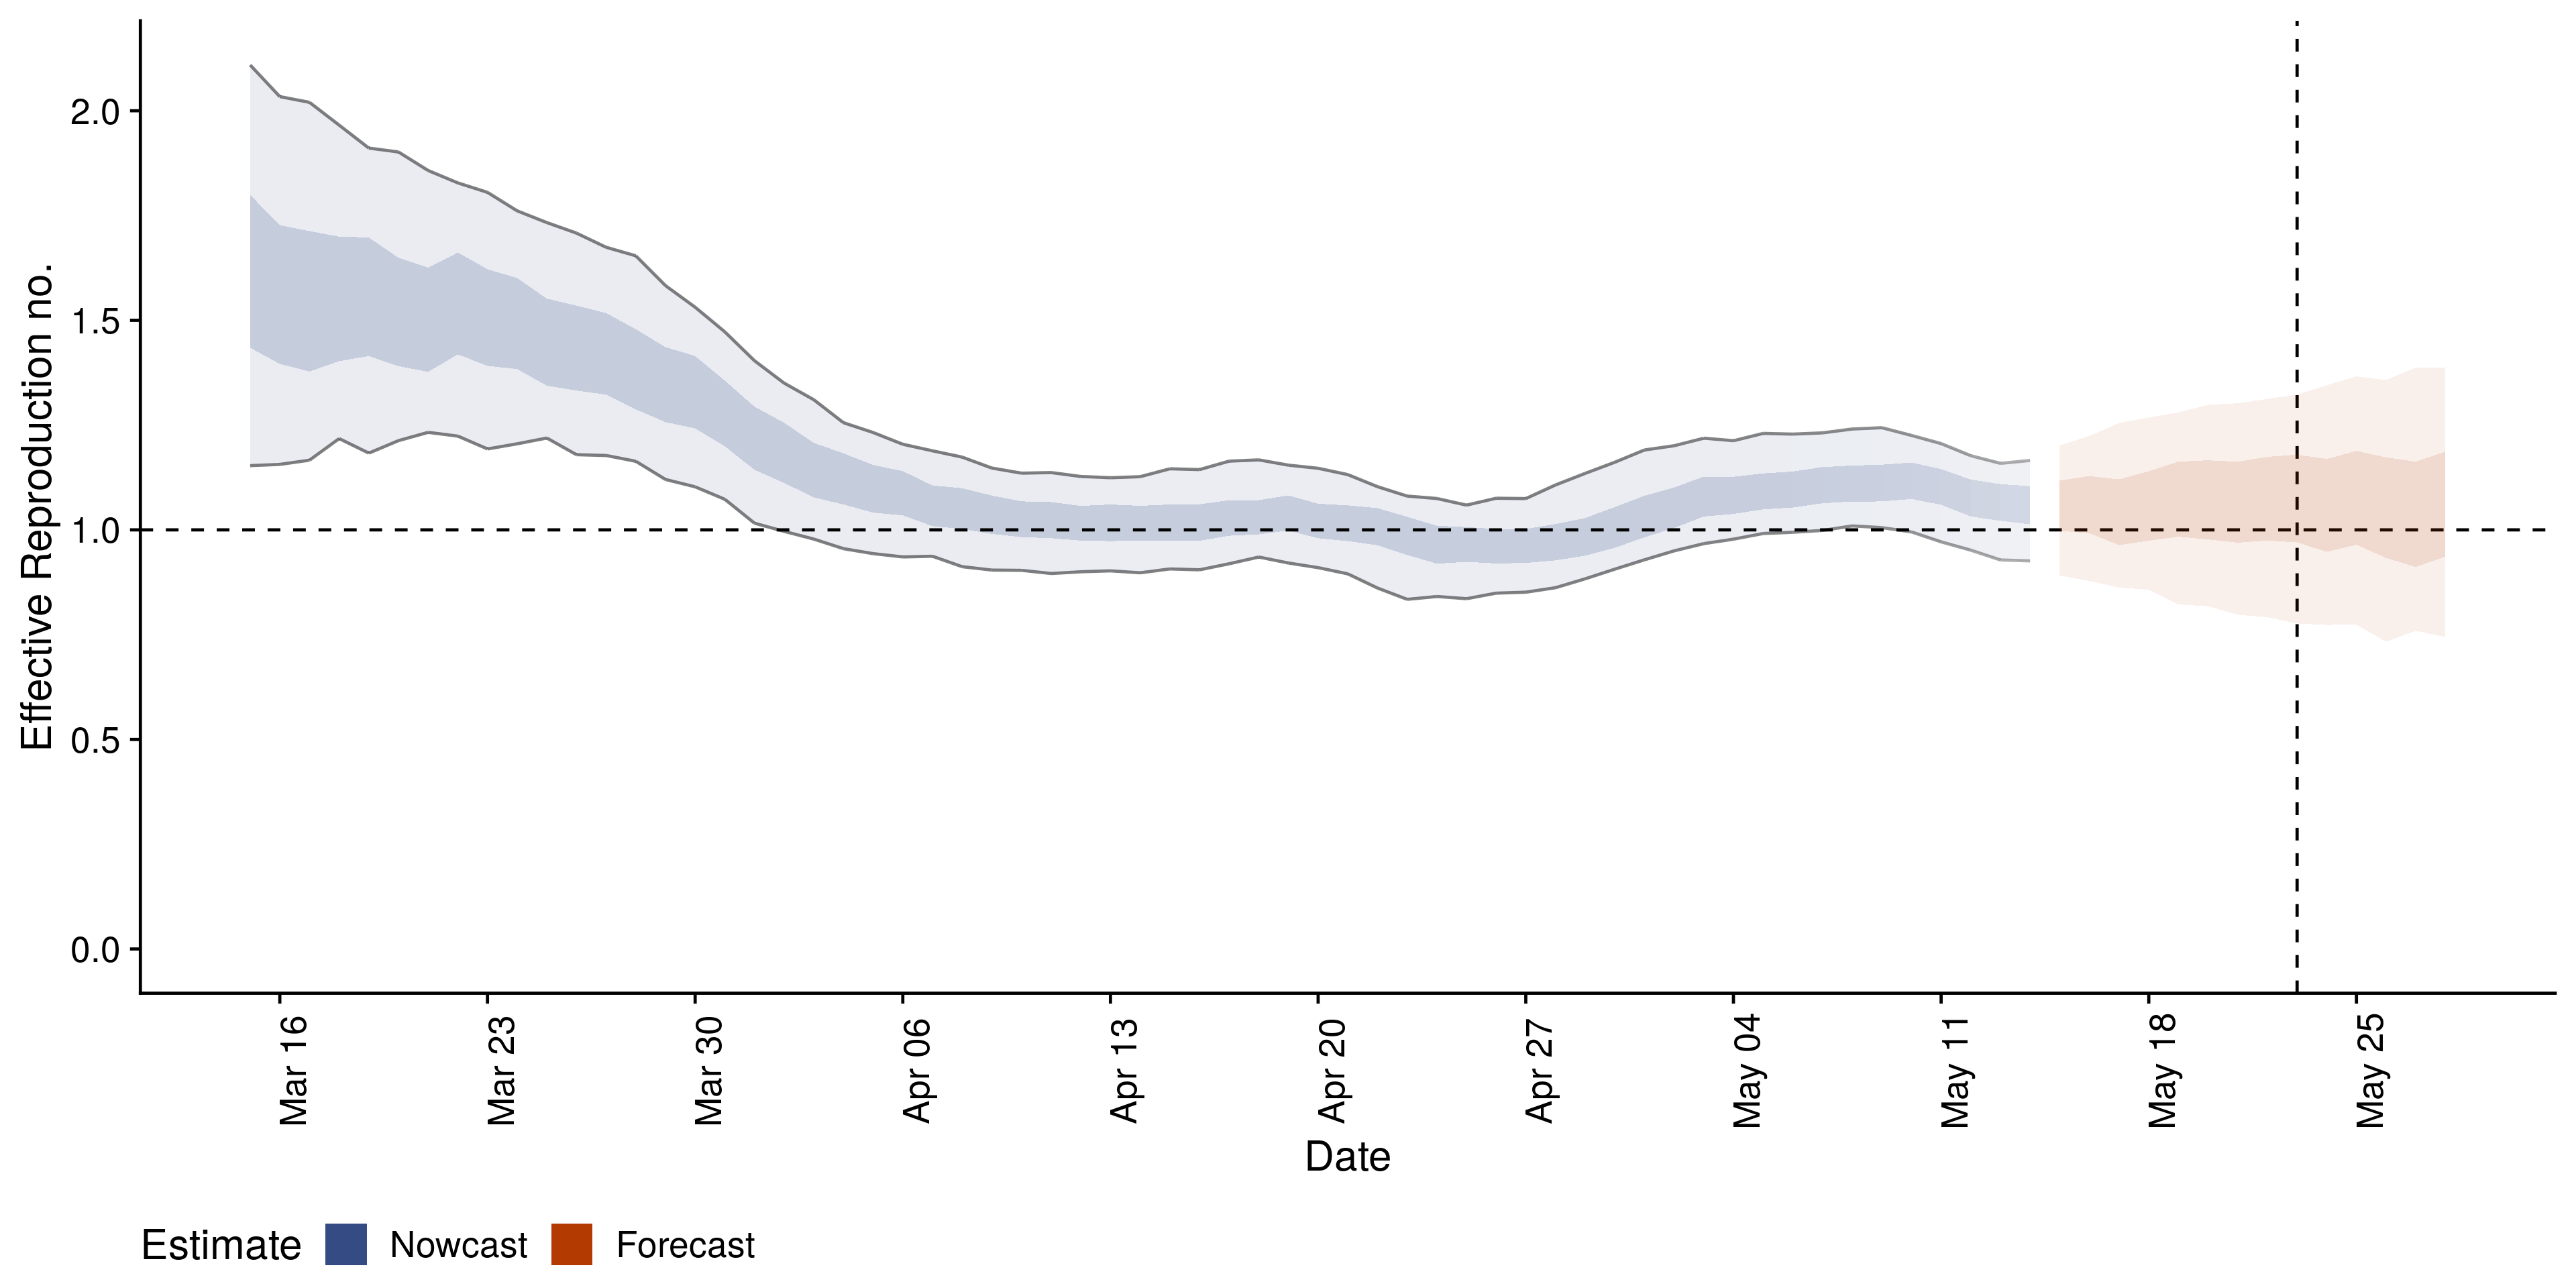 Effective Reproduction no.
2.0
1.5
1.0
0.5
0.0
Mar 16
Mar 23
Mar 30
Apr 06
Apr 13
Apr 20
Apr 27
May 04
May 11
May 18
May 25
Date
Estimate Nowcast Forecast